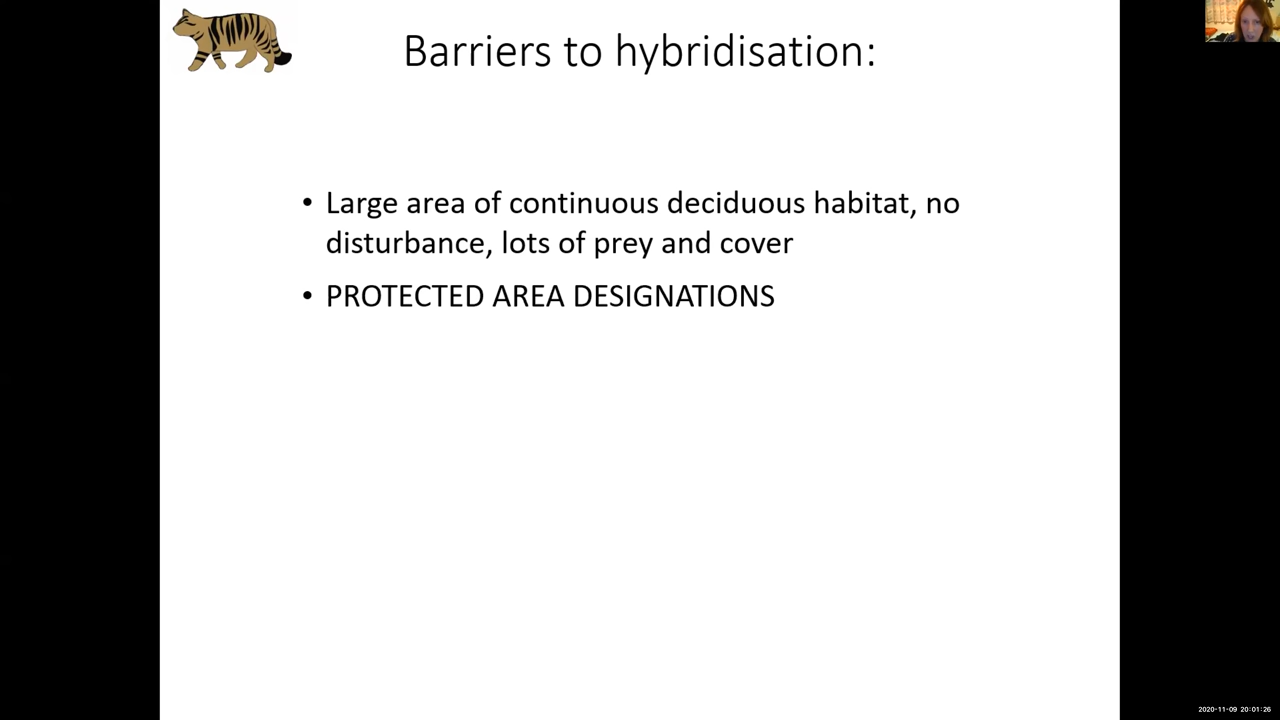 Barriers to hybridisation:
• Large area of continuous deciduous habitat, no
disturbance, lots of prey and cover
• PROTECTED AREA DESIGNATIONS
2020-11-09 20:01:26